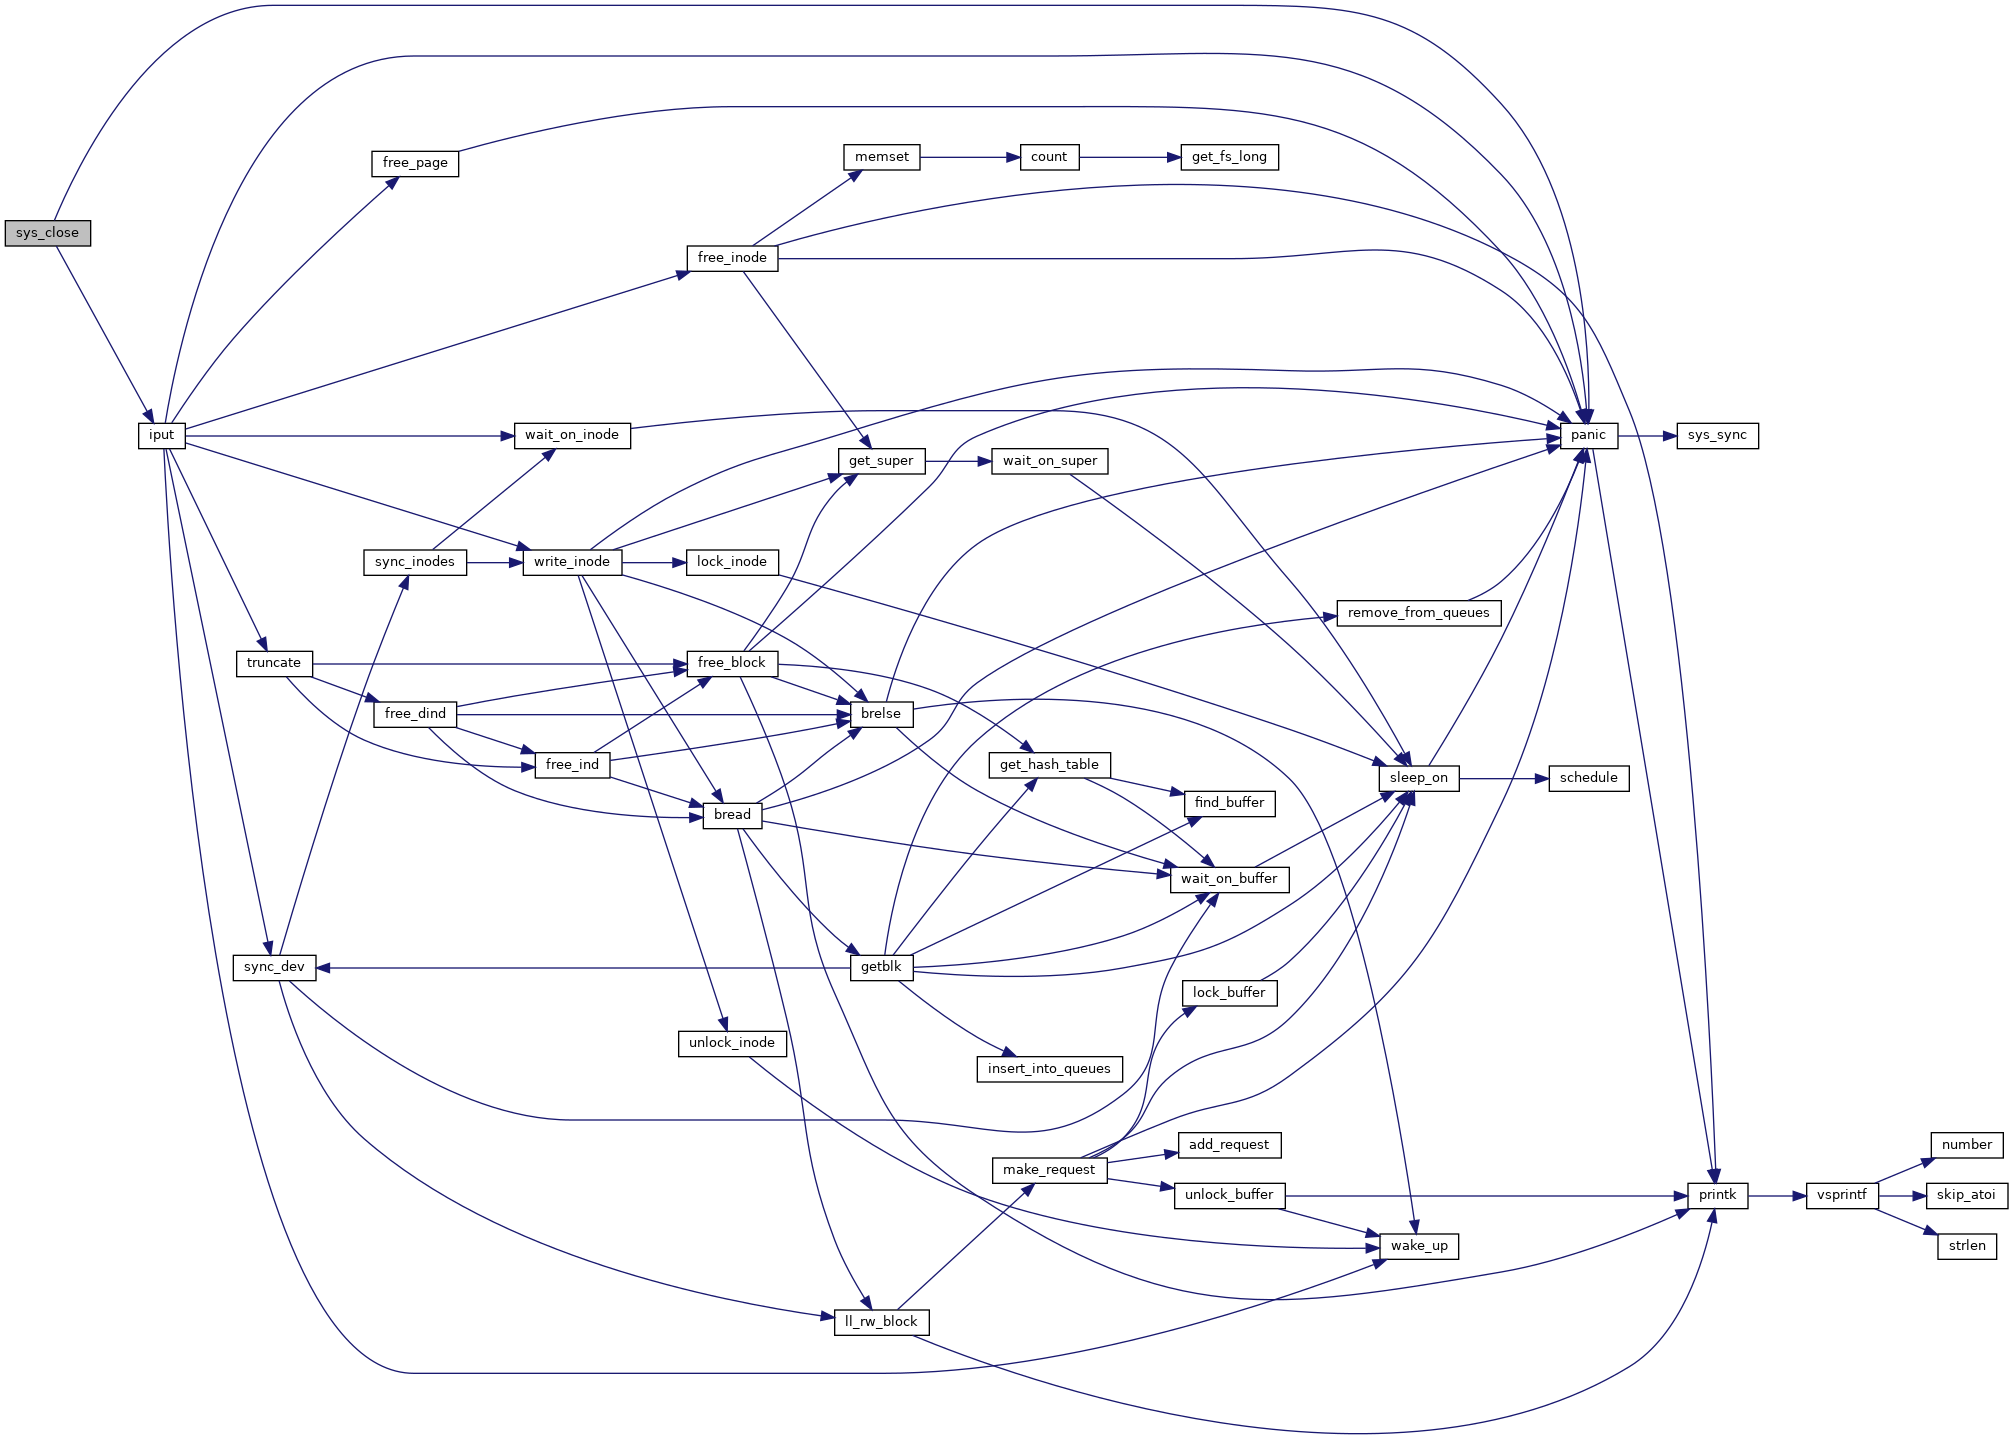 sys_close
iput
free_page
sync_inodes
truncate
free_dind
sync_dev
wait_on_inode
write_inode
free_ind
memset
free_inode
lock_inode
free_block
bread
unlock_inode
count
get_fs_long
get_super
wait_on_super
brelse
get_hash_table
find_buffer
wait_on_buffer
getblk
lock_buffer
insert_into_queues
make_request
add_request
unlock_buffer
ll_rw_block
remove_from_queues
sleep_on
wake_up
panic
sys_sync
schedule
printk
vsprintf
number
skip_atoi
strlen